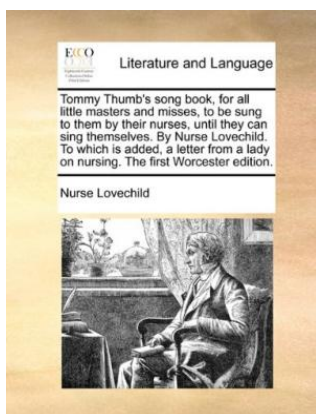 ECCO
Literature and Language
Tommy Thumb's song book, for all
little masters and misses, to be sung
to them by their nurses, until they can
sing themselves. By Nurse Lovechild.
To which is added, a letter from a lady
on nursing. The first Worcester edition.
Nurse Lovechild